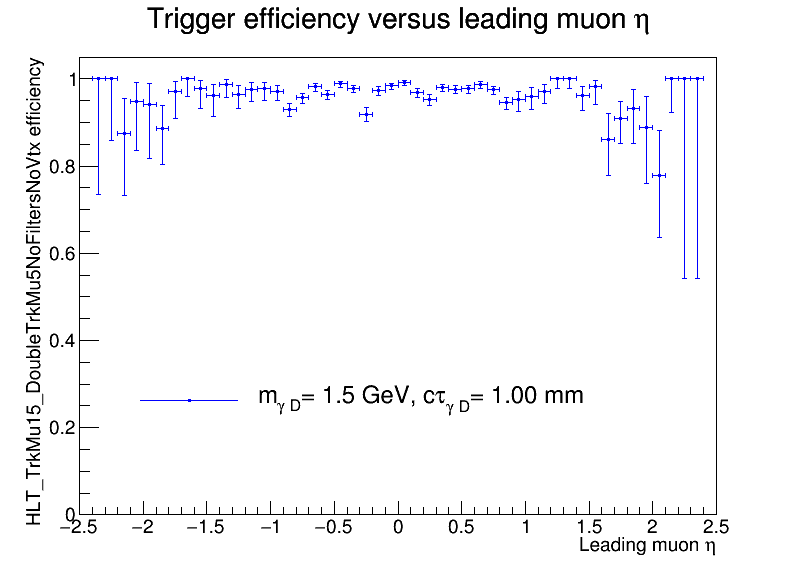 Trigger efficiency versus leading muon η
HLT_TrkMu15_DoubleTrkMu5NoFiltersNoVtx efficiency
1
0.8
0.6
0.4
0.2
0
m_γ D= 1.5 GeV, cτ_γ D= 1.00 mm
−2.5 −2 −1.5 −1 −0.5 0 0.5 1 1.5 2 2.5
Leading muon η